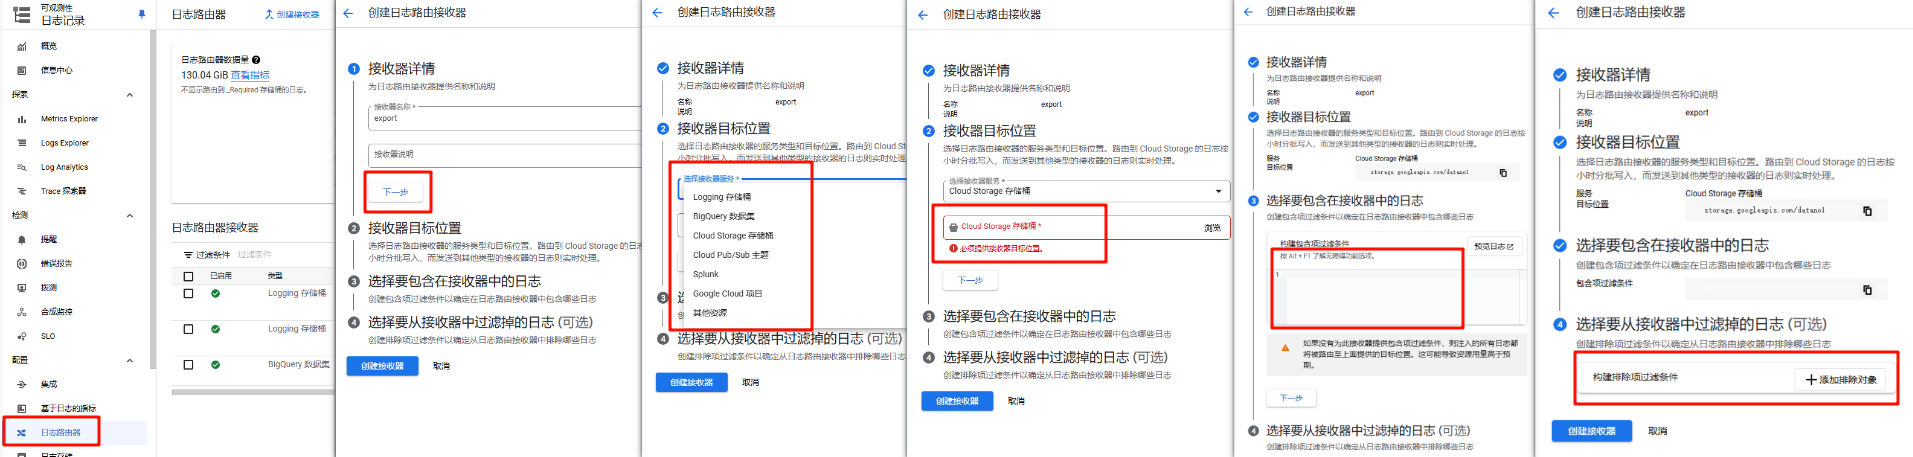 可观测性
日志记录
概览
信息中心
探索
Metrics Explorer
Logs Explorer
Log Analytics
Trace 探索器
检测
提醒
错误报告
拨测
合成监控
SLO
配置
集成
基于日志的指标
日志路由器
日志存储
日志路由器
创建接收器
日志路由器数据量
130.04 GiB 查看指标
不显示路由到 _Required 存储桶的日志。
日志路由器接收器
过滤条件 过滤条件
已启用 类型
Logging 存储桶
Logging 存储桶
BigQuery 数据集
创建日志路由接收器
1 接收器详情
为日志路由接收器提供名称和说明
接收器名称 *
export
接收器说明
下一步
2 接收器目标位置
选择日志路由接收器的服务类型和目标位置。路由到 Cloud Storage 的日志按
小时分批写入，而发送到其他类型的接收器的日志则实时处理。
3 选择要包含在接收器中的日志
创建包含项过滤条件以确定在日志路由接收器中包含哪些日志
4 选择要从接收器中过滤掉的日志 (可选)
创建排除项过滤条件以确定从日志路由接收器中排除哪些日志
创建接收器 取消
创建日志路由接收器
接收器详情
为日志路由接收器提供名称和说明
名称 export
说明
2 接收器目标位置
选择日志路由接收器的服务类型和目标位置。路由到 Cloud St
小时分批写入，而发送到其他类型的接收器的日志则实时处理。
选择接收器服务 *
Logging 存储桶
BigQuery 数据集
Cloud Storage 存储桶
Cloud Pub/Sub 主题
Splunk
Google Cloud 项目
其他资源
3 选
创建
4 选择要从接收器中过滤掉的日志 (可选)
创建排除项过滤条件以确定从日志路由接收器中排除哪些日志
创建接收器 取消
创建日志路由接收器
接收器详情
为日志路由接收器提供名称和说明
名称 export
说明
2 接收器目标位置
选择日志路由接收器的服务类型和目标位置。路由到 Cloud Storage 的日志按
小时分批写入，而发送到其他类型的接收器的日志则实时处理。
选择接收器服务 *
Cloud Storage 存储桶
Cloud Storage 存储桶 * 浏览
必须提供接收器目标位置。
下一步
3 选择要包含在接收器中的日志
创建包含项过滤条件以确定在日志路由接收器中包含哪些日志
4 选择要从接收器中过滤掉的日志 (可选)
创建排除项过滤条件以确定从日志路由接收器中排除哪些日志
创建接收器 取消
创建日志路由接收器
接收器详情
为日志路由接收器提供名称和说明
名称 export
说明
接收器目标位置
选择日志路由接收器的服务类型和目标位置。路由到 Cloud Storage 的日志按
小时分批写入，而发送到其他类型的接收器的日志则实时处理。
服务 Cloud Storage 存储桶
目标位置 storage.googleapis.com/datano1
3 选择要包含在接收器中的日志
创建包含项过滤条件以确定在日志路由接收器中包含哪些日志
构建包含项过滤条件 预览日志
按 Alt + F1 了解无障碍功能选项。
1
如果没有为此接收器提供包含项过滤条件，则注入的所有日志都
将被路由至上面提供的目标位置。这可能导致资源用量高于预
期。
下一步
4 选择要从接收器中过滤掉的日志 (可选)
创建排除项过滤条件以确定从日志路由接收器中排除哪些日志
创建日志路由接收器
接收器详情
为日志路由接收器提供名称和说明
名称 export
说明
接收器目标位置
选择日志路由接收器的服务类型和目标位置。路由到 Cloud Storage 的日志按
小时分批写入，而发送到其他类型的接收器的日志则实时处理。
服务 Cloud Storage 存储桶
目标位置 storage.googleapis.com/datano1
选择要包含在接收器中的日志
创建包含项过滤条件以确定在日志路由接收器中包含哪些日志
包含项过滤条件
4 选择要从接收器中过滤掉的日志 (可选)
创建排除项过滤条件以确定从日志路由接收器中排除哪些日志
构建排除项过滤条件 添加排除对象
创建接收器 取消